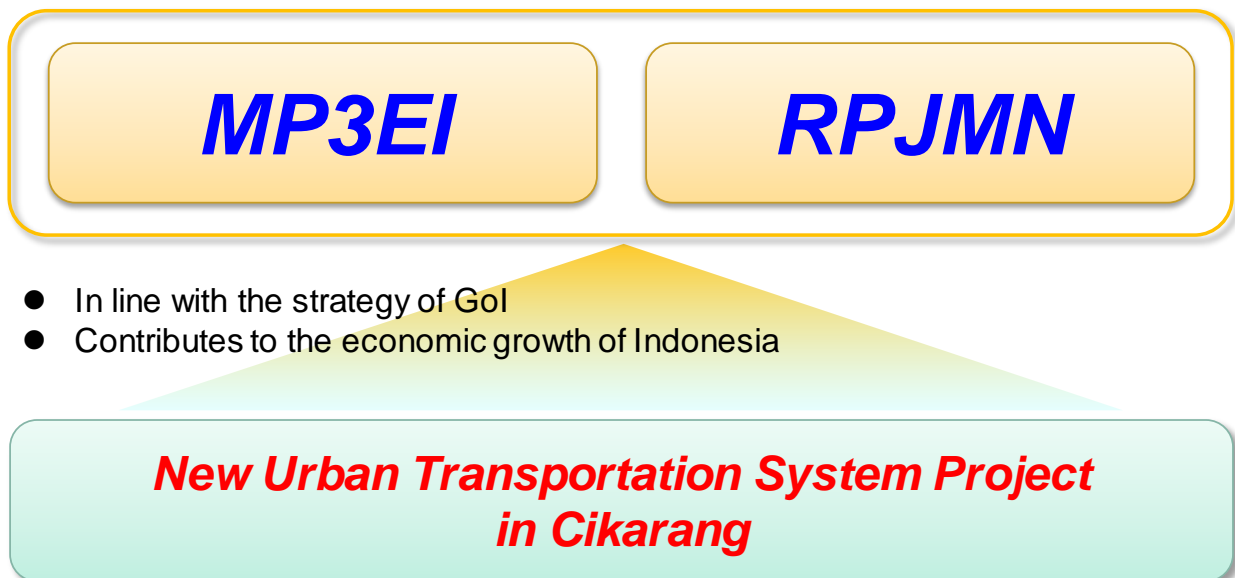 MP3EI
RPJMN
● In line with the strategy of GoI
● Contributes to the economic growth of Indonesia
New Urban Transportation System Project
in Cikarang